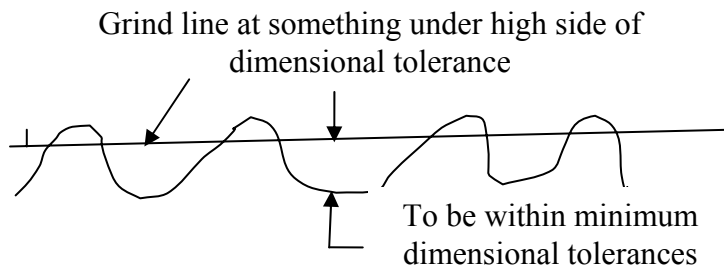 Grind line at something under high side of
dimensional tolerance
To be within minimum
dimensional tolerances